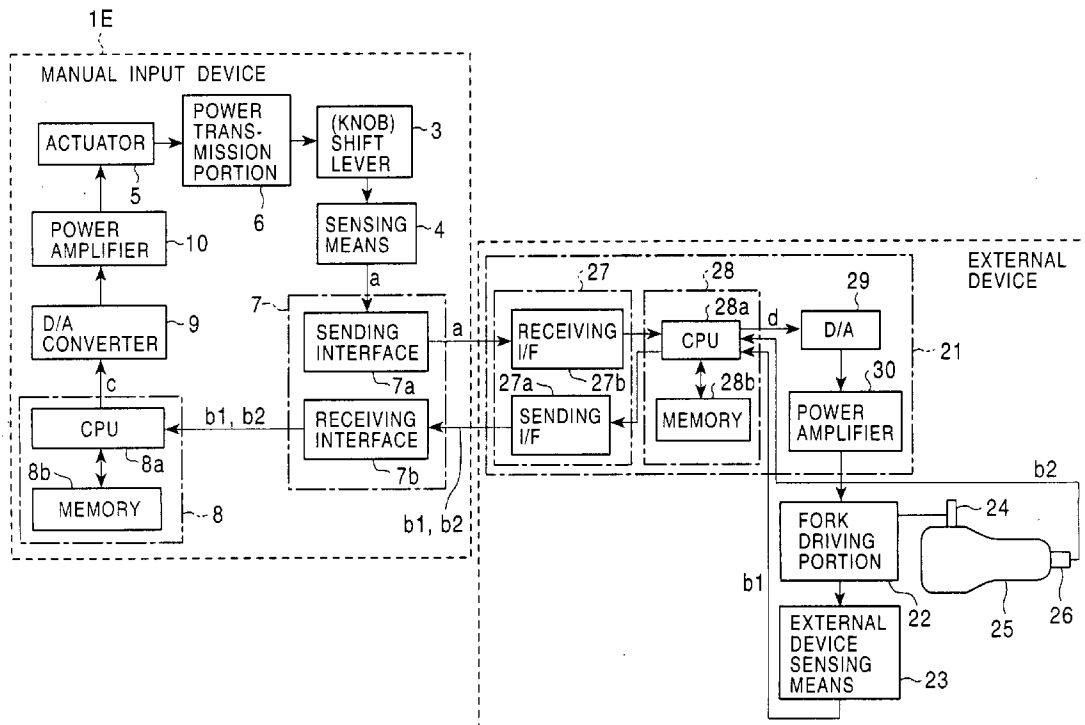 1E
MANUAL INPUT DEVICE
ACTUATOR
5
POWER
TRANS-
MISSION
PORTION
6
(KNOB)
SHIFT
LEVER
3
POWER
AMPLIFIER
10
SENSING
MEANS
4
a
D/A
CONVERTER
9
c
7
SENDING
INTERFACE
7a
a
CPU
8a
8b
MEMORY
8
b1, b2
RECEIVING
INTERFACE
7b
b1, b2
EXTERNAL
DEVICE
27
RECEIVING
I/F
27b
27a
SENDING
I/F
28
28a
CPU
28b
MEMORY
d
29
D/A
21
30
POWER
AMPLIFIER
b2
FORK
DRIVING
PORTION
22
24
25
26
b1
EXTERNAL
DEVICE
SENSING
MEANS
23